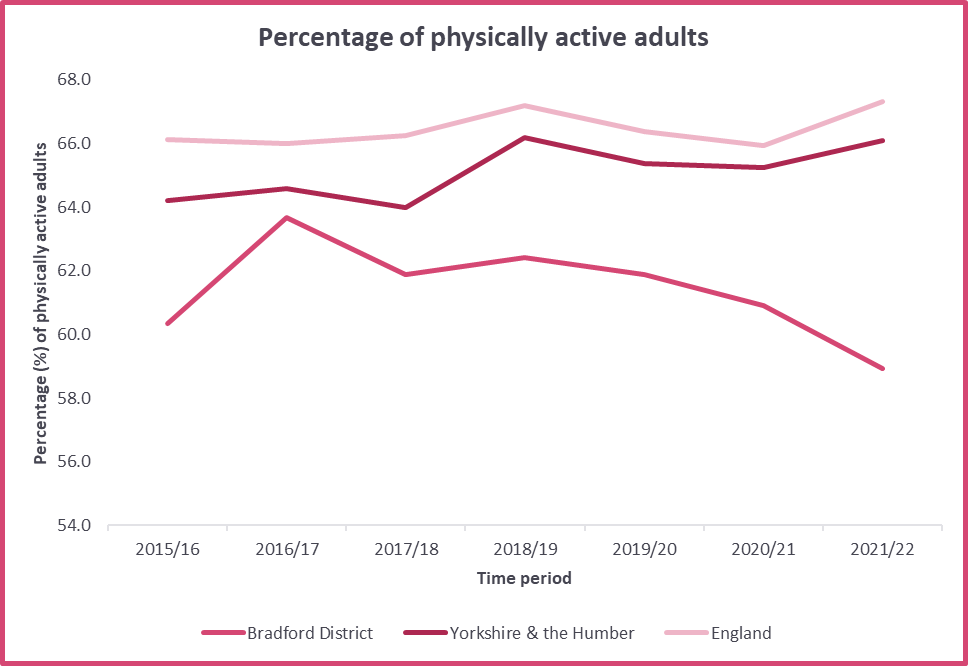 Percentage of physically active adults
Percentage (%) of physically active adults
68.0
66.0
64.0
62.0
60.0
58.0
56.0
54.0
2015/16 2016/17 2017/18 2018/19 2019/20 2020/21 2021/22
Time period
Bradford District Yorkshire & the Humber England